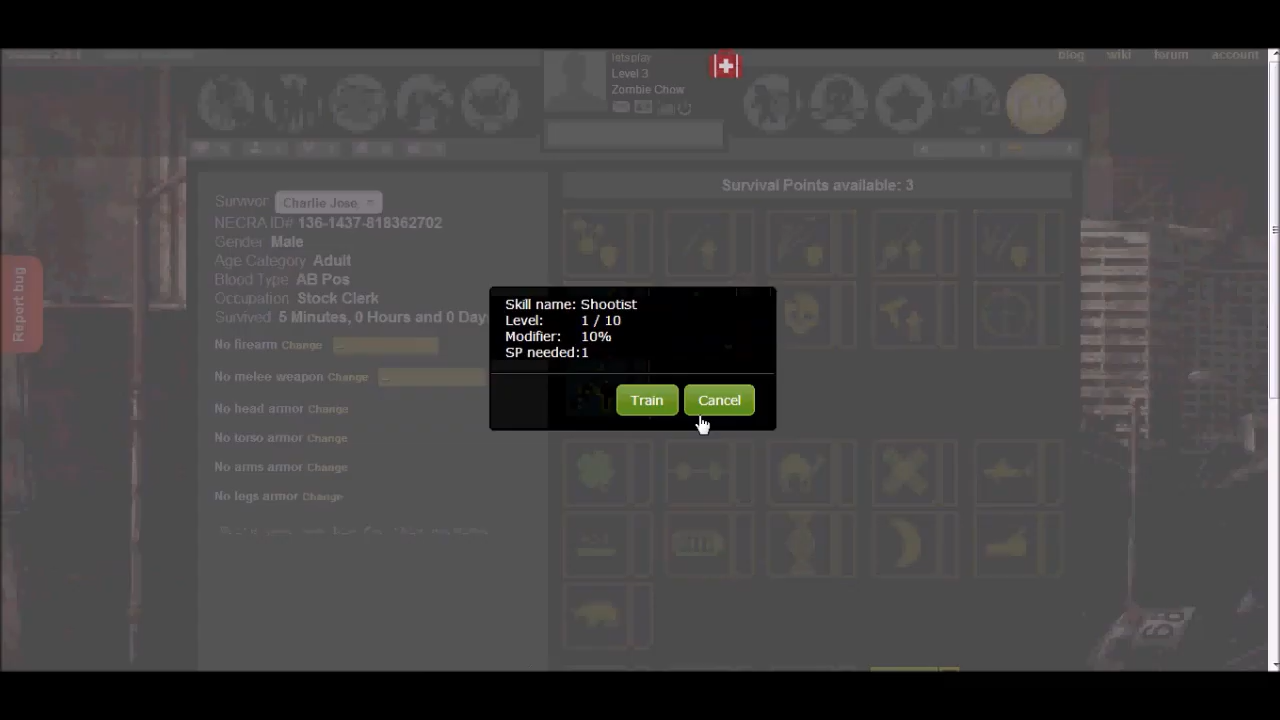 blog wiki forum account
letsplay
Level 3
Zombie Chow
Survival Points available: 3
Survivor Charlie Jose
NECRA ID# 136-1437-818362702
Gender Male
Age Category Adult
Blood Type AB Pos
Occupation Stock Clerk
Survived 5 Minutes, 0 Hours and 0 Day
No firearm Change
No melee weapon Change
No head armor Change
No torso armor Change
No arms armor Change
No legs armor Change
Report bug
Skill name: Shootist
Level: 1 / 10
Modifier: 10%
SP needed:1
Train Cancel